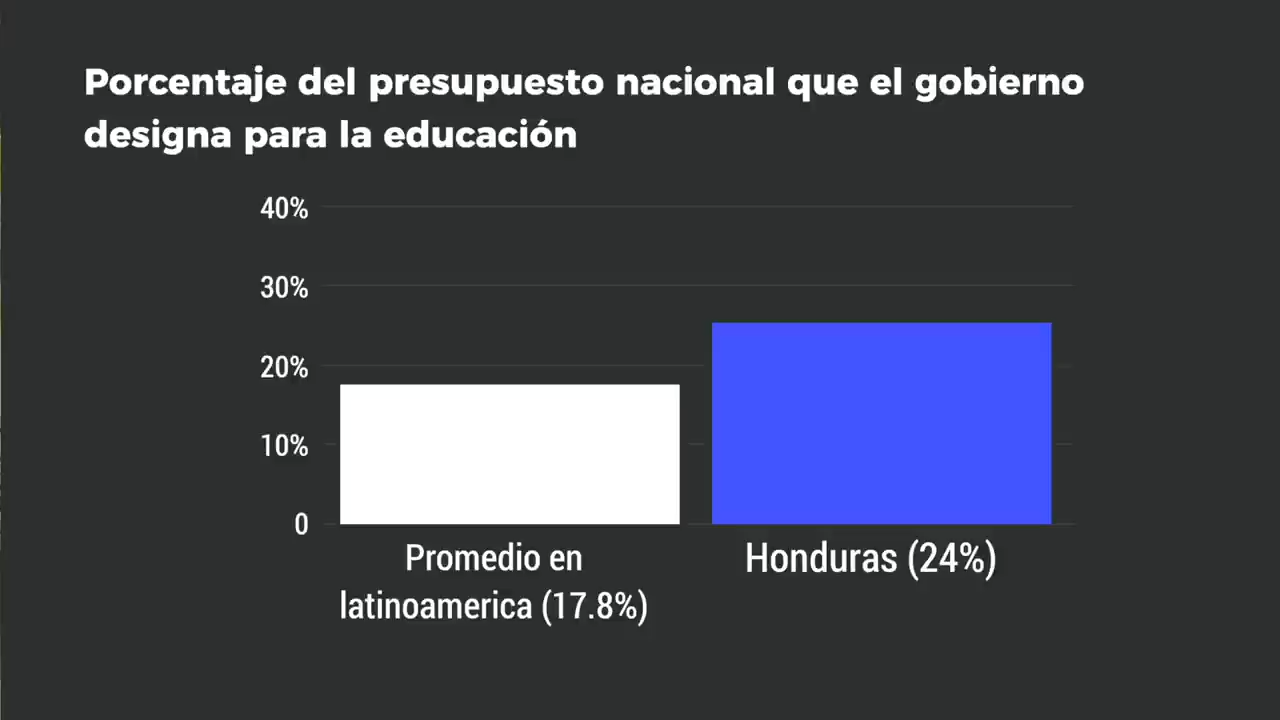 Porcentaje del presupuesto nacional que el gobierno
designa para la educación
40%
30%
20%
10%
0
Promedio en
latinoamerica (17.8%)
Honduras (24%)